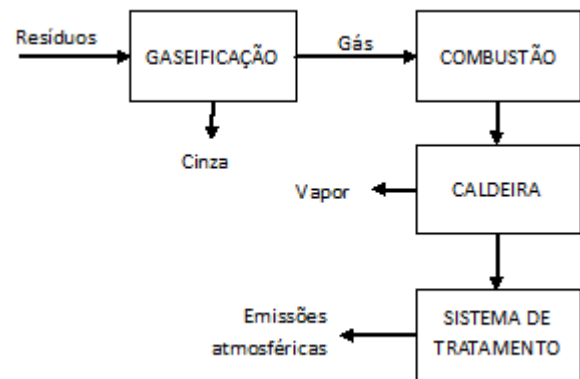 Resíduos
GASEIFICAÇÃO
Gás
COMBUSTÃO
Cinza
Vapor
CALDEIRA
Emissões
atmosféricas
SISTEMA DE
TRATAMENTO